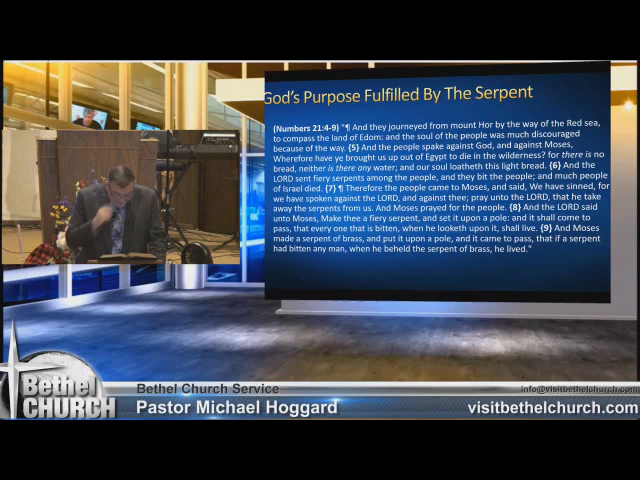 God's Purpose Fulfilled By The Serpent
(Numbers 21:4-9) "¶ And they journeyed from mount Hor by the way of the Red sea,
to compass the land of Edom: and the soul of the people was much discouraged
because of the way. {5} And the people spake against God, and against Moses,
Wherefore have ye brought us up out of Egypt to die in the wilderness? for there is no
bread, neither is there any water; and our soul loatheth this light bread. {6} And the
LORD sent fiery serpents among the people, and they bit the people; and much people
of Israel died. {7} ¶ Therefore the people came to Moses, and said, We have sinned, for
we have spoken against the LORD, and against thee; pray unto the LORD, that he take
away the serpents from us. And Moses prayed for the people. {8} And the LORD said
unto Moses, Make thee a fiery serpent, and set it upon a pole: and it shall come to
pass, that every one that is bitten, when he looketh upon it, shall live. {9} And Moses
made a serpent of brass, and put it upon a pole, and it came to pass, that if a serpent
had bitten any man, when he beheld the serpent of brass, he lived."
Bethel
CHURCH
Bethel Church Service
info@visitbethelchurch.com
Pastor Michael Hoggard
visitbethelchurch.com